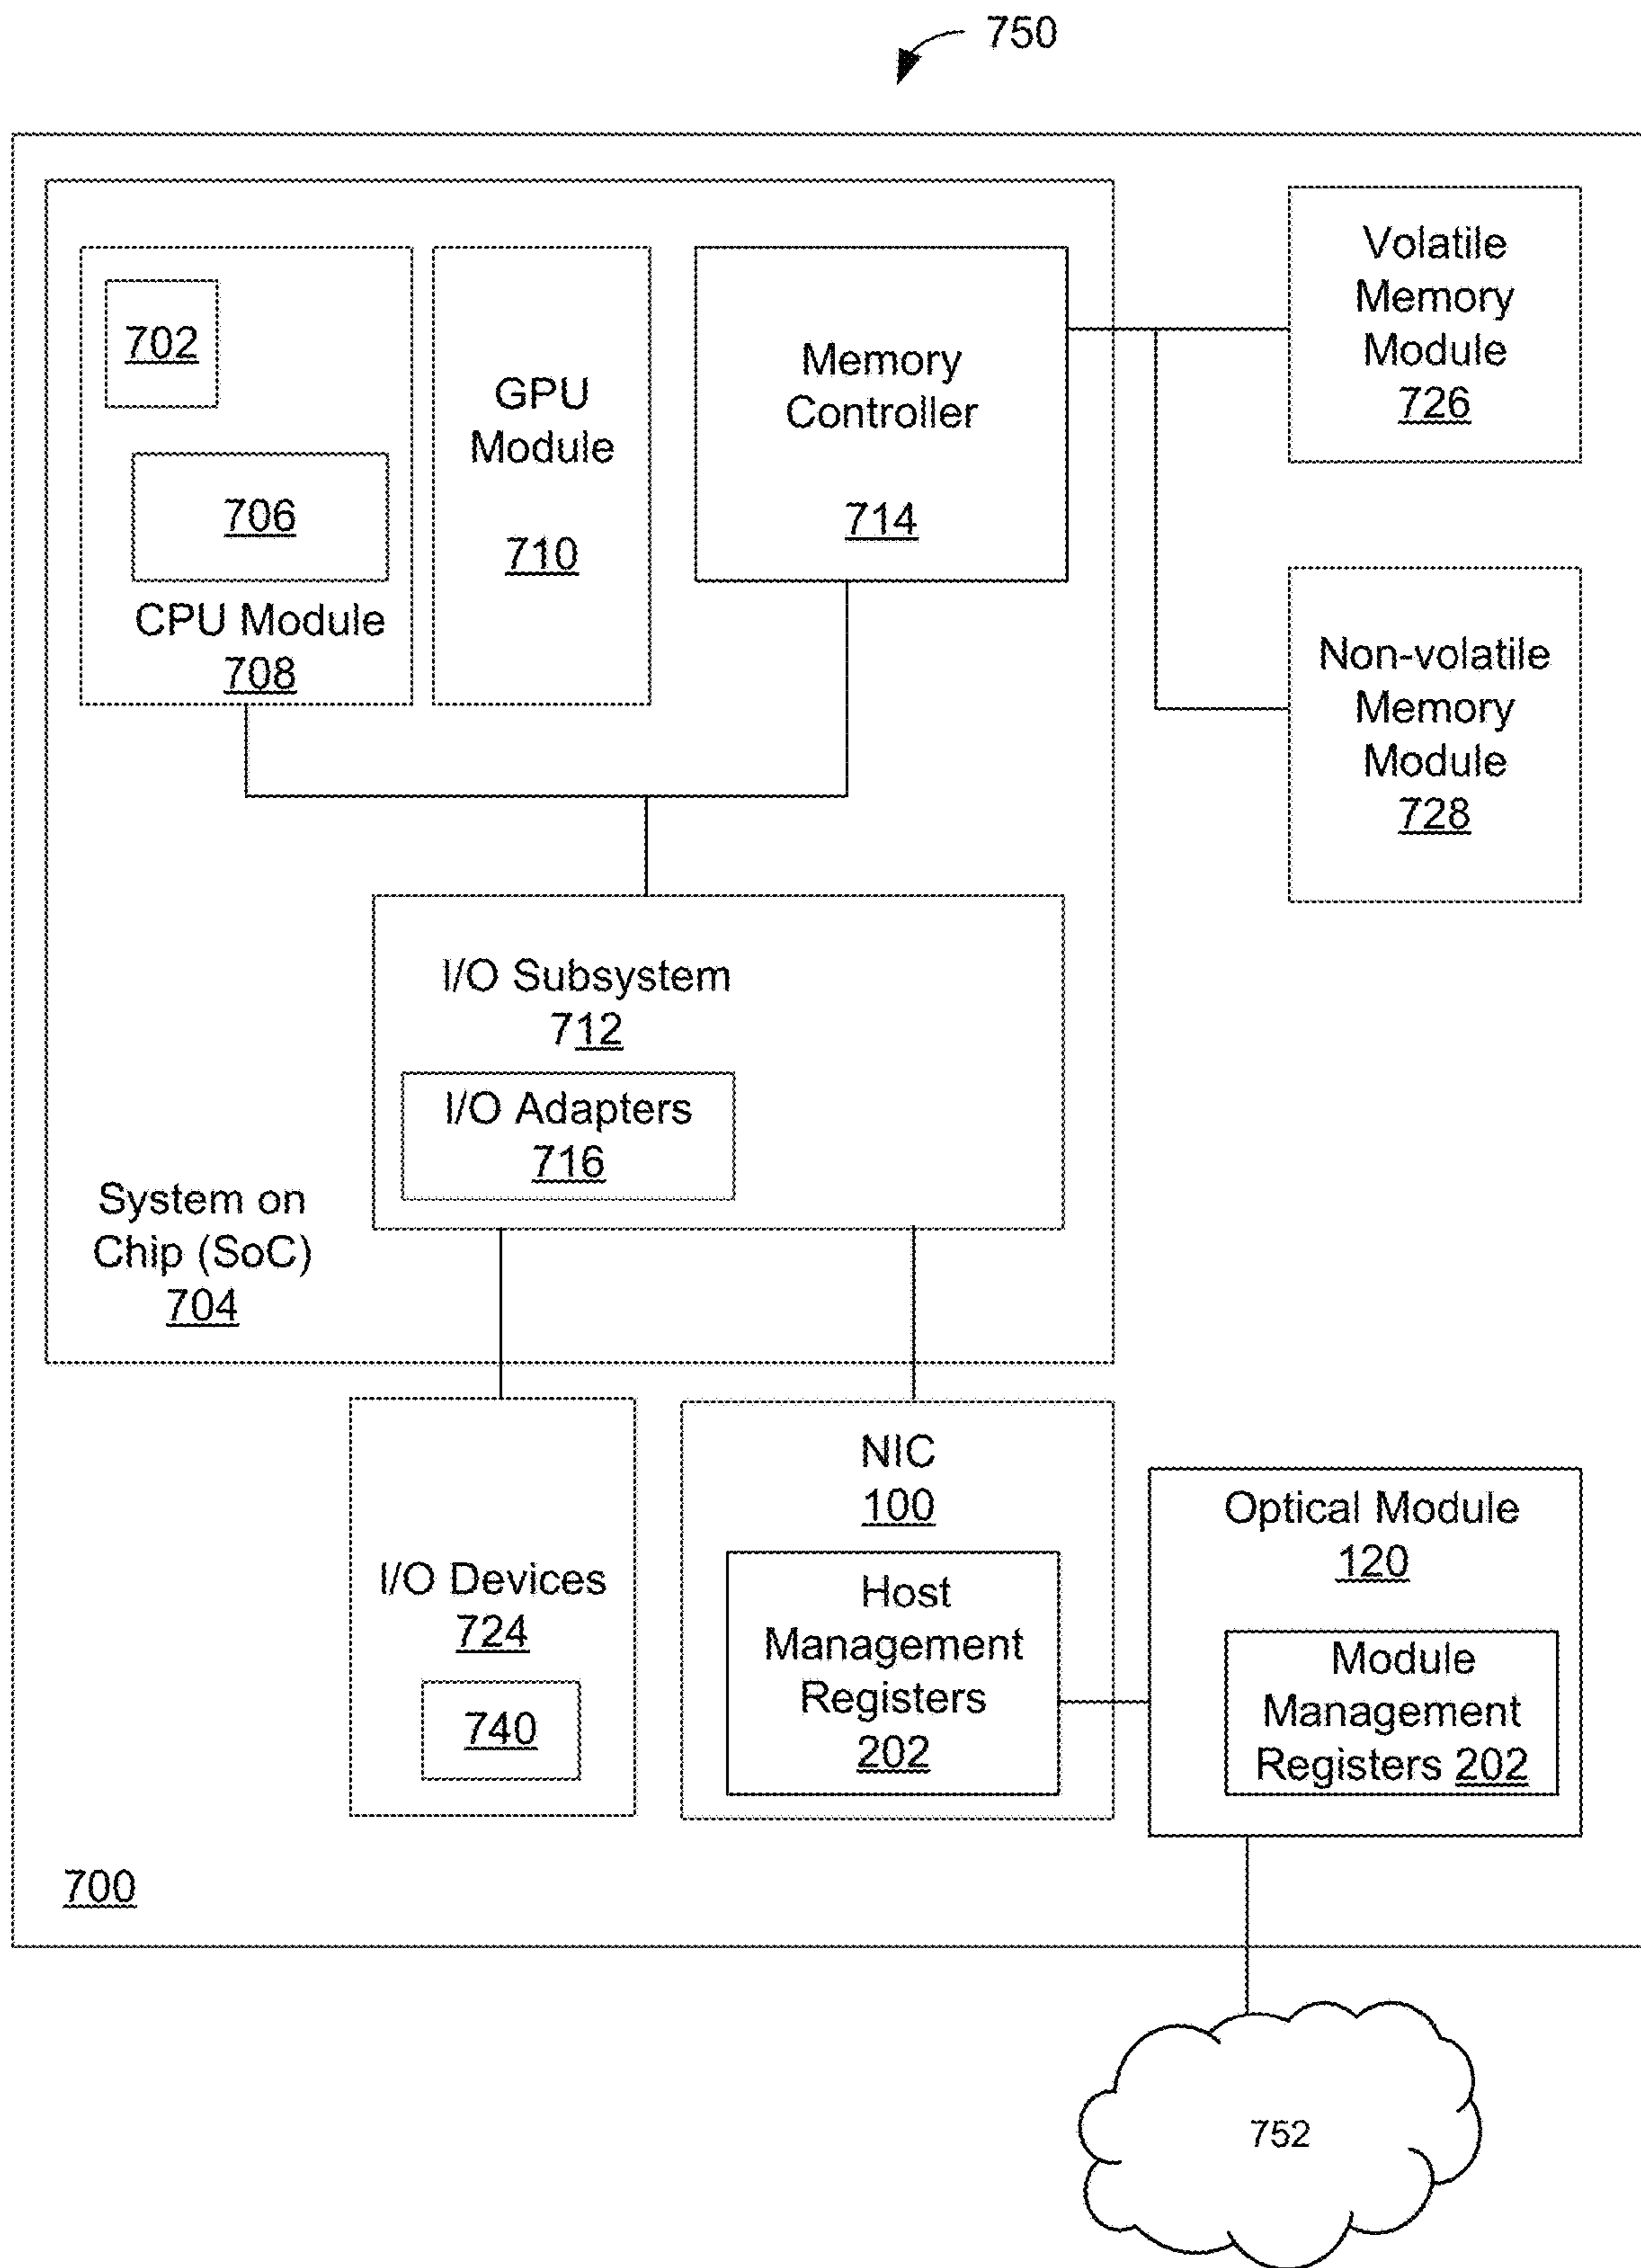 750
702
706
CPU Module
708
GPU
Module
710
Memory
Controller
714
Volatile
Memory
Module
726
Non-volatile
Memory
Module
728
I/O Subsystem
712
I/O Adapters
716
System on
Chip (SoC)
704
I/O Devices
724
740
NIC
100
Host
Management
Registers
202
Optical Module
120
Module
Management
Registers 202
700
752